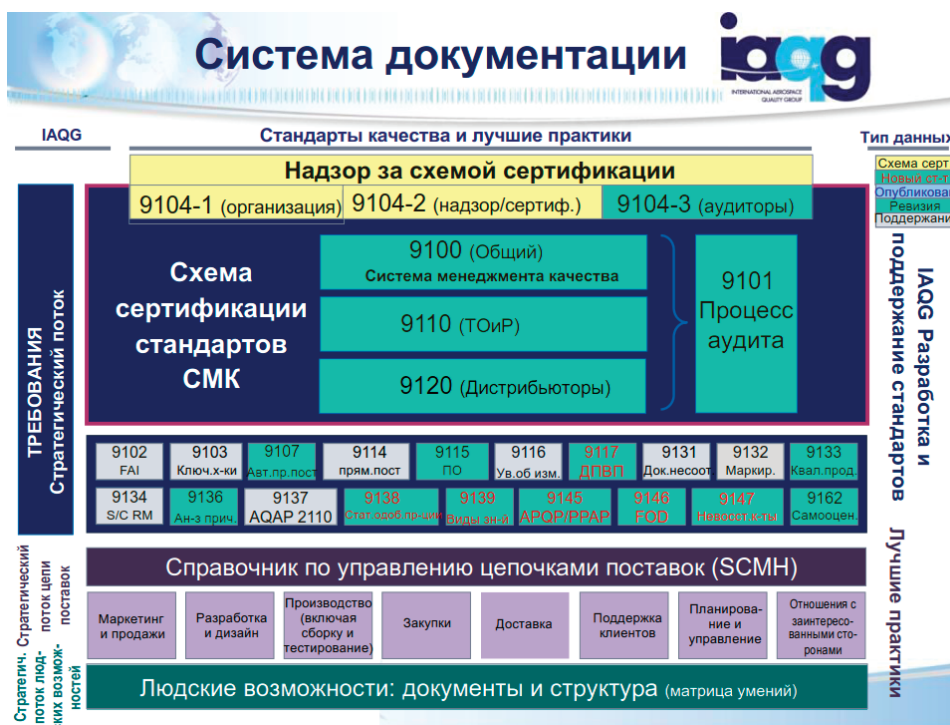 Система документации
iaqg
INTERNATIONAL AEROSPACE
QUALITY GROUP
IAQG
Стандарты качества и лучшие практики
Тип данных
Надзор за схемой сертификации
9104-1 (организация)
9104-2 (надзор/сертиф.)
9104-3 (аудиторы)
Схема серт
Новый ст-т
Опубликован
Ревизия
Поддержани
ТРЕБОВАНИЯ
Стратегический поток
Схема
сертификации
стандартов
СМК
9100 (Общий)
Система менеджмента качества
9110 (ТОиР)
9120 (Дистрибьюторы)
9101
Процесс
аудита
IAQG Разработка и
поддержание стандартов
9102
FAI
9103
Ключ.х-ки
9107
Авт.пр.пост
9114
прям.пост
9115
ПО
9116
Ув.об изм.
9117
ДПВП
9131
Док.несоот.
9132
Маркир.
9133
Квал.прод.
9134
S/C RM
9136
Ан-з прич.
9137
AQAP 2110
9138
Стат.одоб.пр-ции
9139
Виды зн-й
9145
APQP/PPAP
9146
FOD
9147
Невосст.к-ты
9162
Самооцен.
Стратегический
поток цепи
поставок
Справочник по управлению цепочками поставок (SCMH)
Лучшие практики
Маркетинг
и продажи
Разработка
и дизайн
Производство
(включая
сборку и
тестирование)
Закупки
Доставка
Поддержка
клиентов
Планирова-
ние и
управление
Отношения с
заинтересо-
ванными сто-
ронами
Стратегич.
поток люд-
ских возмож-
ностей
Людские возможности: документы и структура (матрица умений)